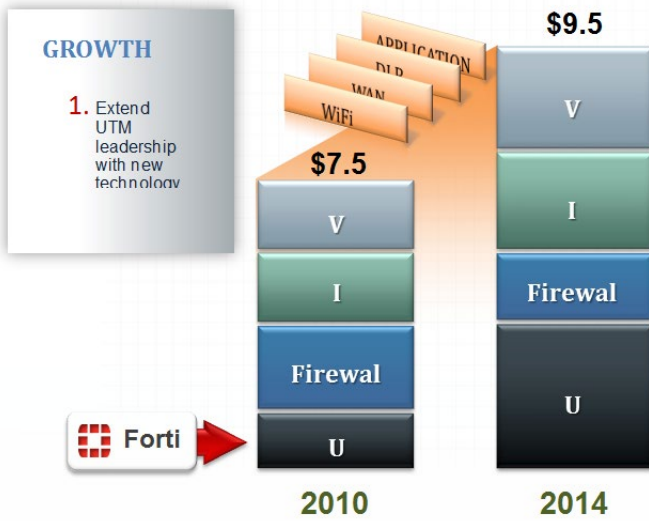 GROWTH
1. Extend
UTM
leadership
with new
technology
APPLICATION
DLP
WAN
WiFi
$7.5
$9.5
V
I
Firewal
U
V
I
Firewal
U
Forti
2010
2014